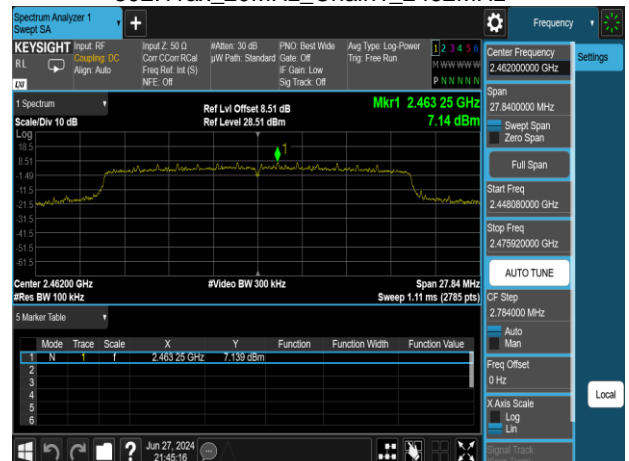 Spectrum Analyzer 1
Swept SA
Frequency
KEYSIGHT
RL
Input: RF
Coupling: DC
Align: Auto
Input Z: 50 Ω
Corr CCorr RCal
Freq Ref: Int (S)
NFE: Off
#Atten: 30 dB
µW Path: Standard
PNO: Best Wide
Gate: Off
IF Gain: Low
Sig Track: Off
Avg Type: Log-Power
Trig: Free Run
1 2 3 4 5 6
M W W W W W
P N N N N N
Center Frequency
2.462000000 GHz
Settings
Span
27.8400000 MHz
Swept Span
Zero Span
Full Span
Start Freq
2.448080000 GHz
Stop Freq
2.475920000 GHz
AUTO TUNE
CF Step
2.784000 MHz
Auto
Man
Freq Offset
0 Hz
X Axis Scale
Log
Lin
Signal Track
Local
1 Spectrum
Scale/Div 10 dB
Log
Ref Lvl Offset 8.51 dB
Ref Level 28.51 dBm
Mkr1 2.463 25 GHz
7.14 dBm
18.5
8.51
-1.49
-11.5
-21.5
-31.5
-41.5
-51.5
-61.5
1
Center 2.46200 GHz
#Res BW 100 kHz
#Video BW 300 kHz
Span 27.84 MHz
Sweep 1.11 ms (2785 pts)
5 Marker Table
Mode Trace Scale X Y Function Function Width Function Value
1 N 1 f 2.463 25 GHz 7.139 dBm
2
3
4
5
6
?
Jun 27, 2024
21:45:16